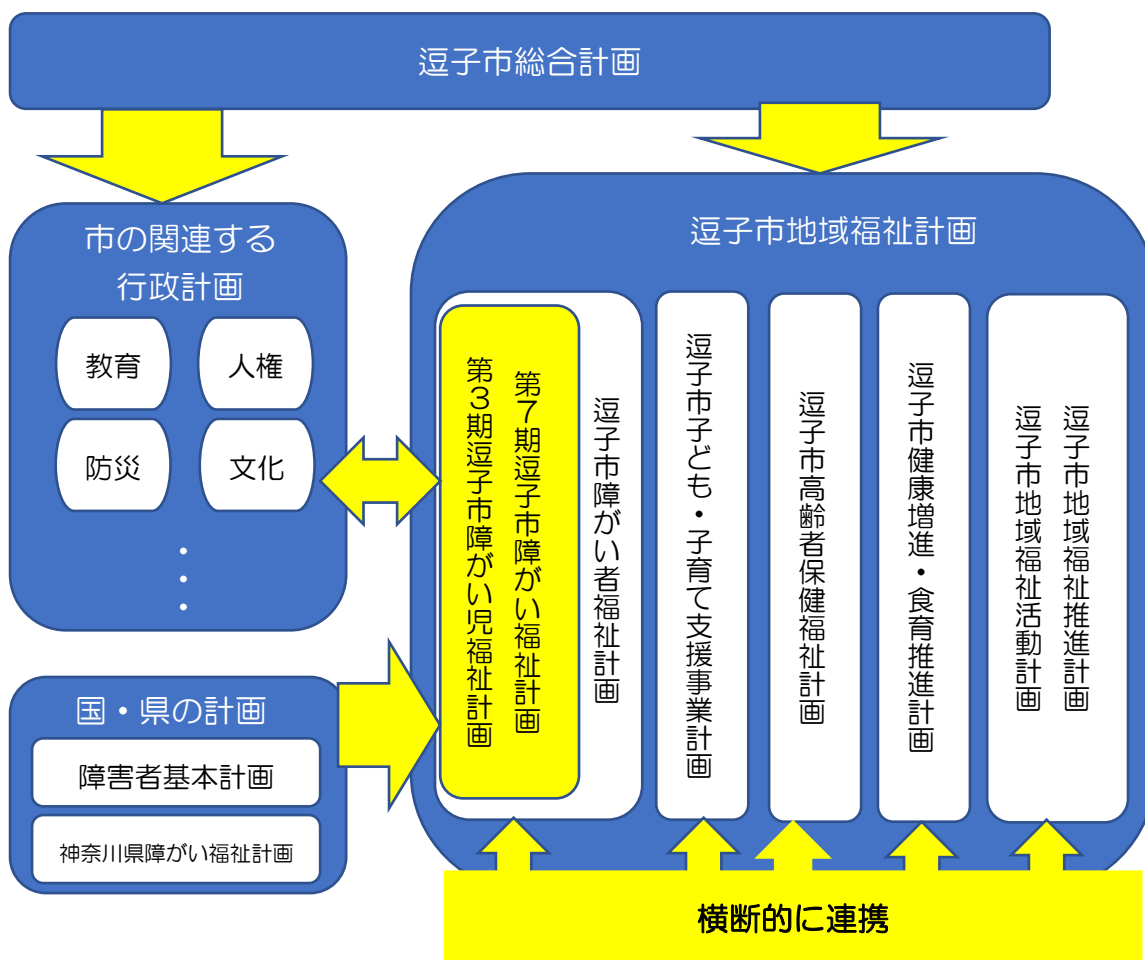 逗子市総合計画
市の関連する
行政計画
教育
人権
防災
文化
・
・
・
国・県の計画
障害者基本計画
神奈川県障がい福祉計画
逗子市地域福祉計画
第7期逗子市障がい福祉計画
第3期逗子市障がい児福祉計画
逗子市障がい者福祉計画
逗子市子ども・子育て支援事業計画
逗子市高齢者保健福祉計画
逗子市健康増進・食育推進計画
逗子市地域福祉推進計画
逗子市地域福祉活動計画
横断的に連携